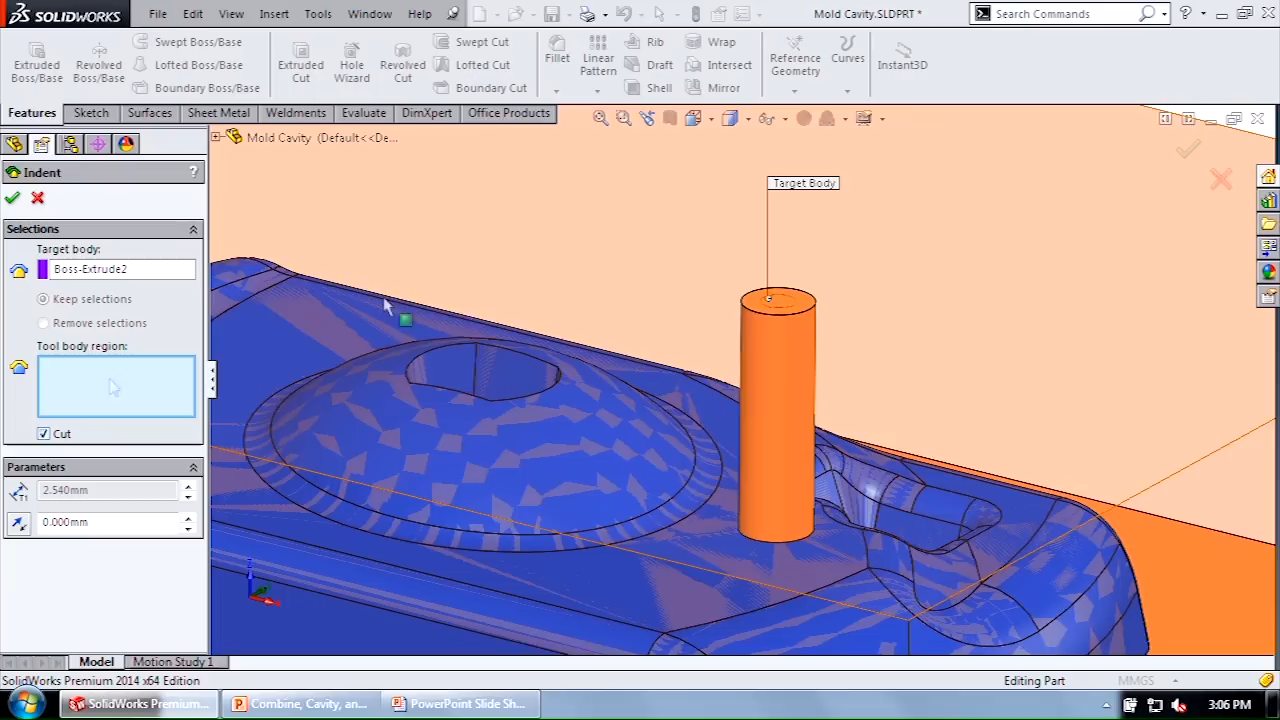 SOLIDWORKS File Edit View Insert Tools Window Help Mold Cavity.SLDPRT * Search Commands ?
Extruded Boss/Base
Revolved Boss/Base
Swept Boss/Base
Lofted Boss/Base
Boundary Boss/Base
Extruded Cut
Hole Wizard
Revolved Cut
Swept Cut
Lofted Cut
Boundary Cut
Fillet
Linear Pattern
Rib
Draft
Shell
Wrap
Intersect
Mirror
Reference Geometry
Curves
Instant3D
Features Sketch Sheet Metal Surfaces Weldments Evaluate DimXpert Office Products
Mold Cavity (Default<<De...
Indent ?
Selections
Target body:
Boss-Extrude2
Keep selections
Remove selections
Tool body region:
Cut
Parameters
2.540mm
0.000mm
Target Body
Model Motion Study 1
SolidWorks Premium 2014 x64 Edition Editing Part MMGS
SolidWorks Premium... Combine, Cavity, an... PowerPoint Slide Sh... 3:06 PM